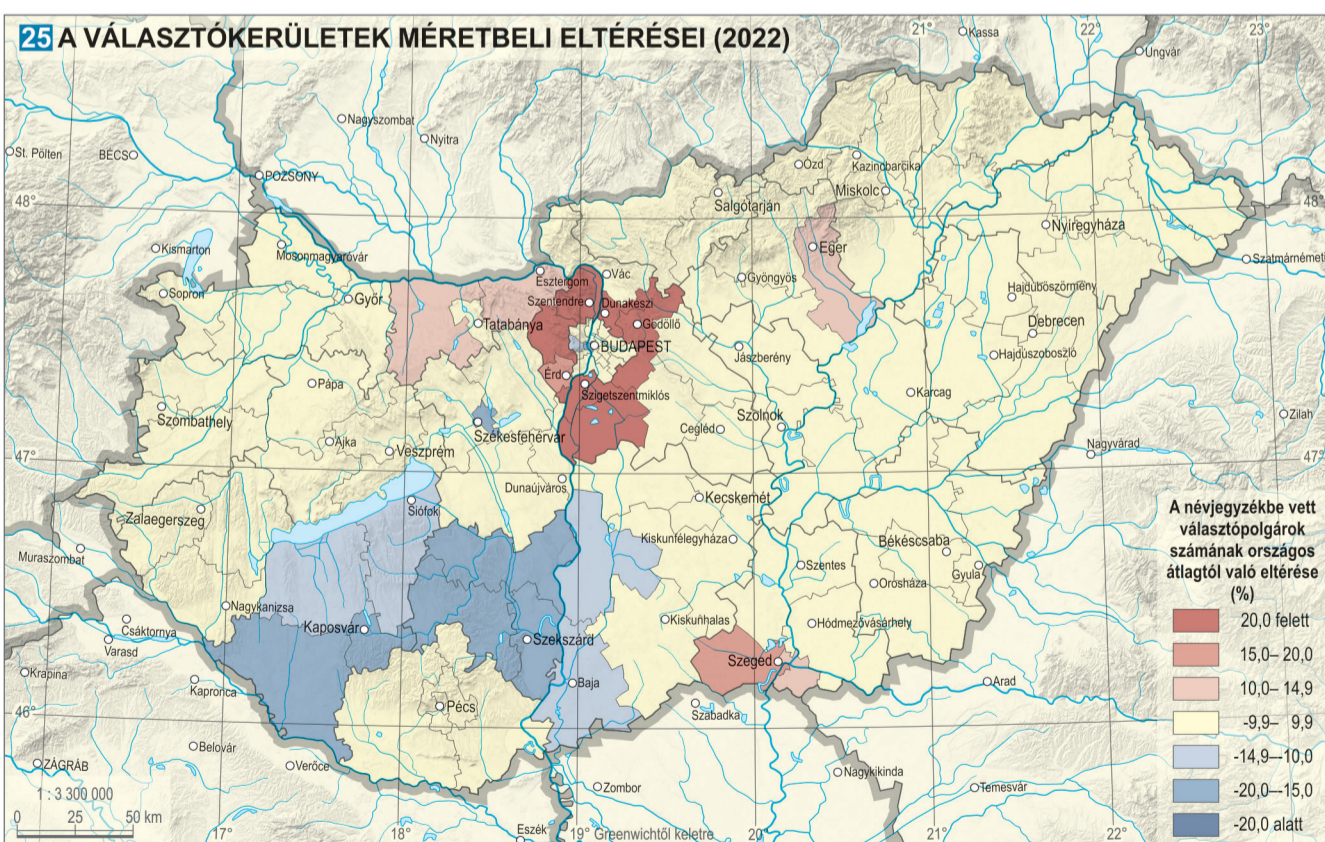 25 A VÁLASZTÓKERÜLETEK MÉRETBELI ELTÉRÉSEI (2022)
21°
Kassa
22°
Ungvár
23°
Nagyszombat
Nyitra
St. Pölten
BÉCS
POZSONY
Ózd
Kazincbarcika
Miskolc
Salgótarján
48°
48°
Nyíregyháza
Kismarton
Mosonmagyaróvár
Eger
Szatmárnémeti
Sopron
Győr
Esztergom
Vác
Gyöngyös
Szentendre
Dunakeszi
Hajdúböszörmény
Tatabánya
Gödöllő
Debrecen
BUDAPEST
Jászberény
Hajdúszoboszló
Pápa
Érd
Szigetszentmiklós
Karcag
Szombathely
Székesfehérvár
Cegléd
Szolnok
Zilah
Ajka
Veszprém
47°
Nagyvárad
47°
Dunaújváros
Kecskemét
Siófok
Zalaegerszeg
Kiskunfélegyháza
Békéscsaba
Muraszombat
Szentes
Gyula
Orosháza
Nagykanizsa
Csáktornya
Kaposvár
Kiskunhalas
Hódmezővásárhely
Varasd
Szekszárd
Krapina
Szeged
Kapronca
Baja
Arad
46°
Pécs
Szabadka
Belovár
ZÁGRÁB
Verőce
Nagykikinda
Temesvár
Zombor
Eszék
1 : 3 300 000
0 25 50 km
17°
18°
19°
Greenwichtől keletre
20°
21°
22°
A névjegyzékbe vett
választópolgárok
számának országos
átlagtól való eltérése
(%)
20,0 felett
15,0– 20,0
10,0– 14,9
-9,9– 9,9
-14,9–-10,0
-20,0–-15,0
-20,0 alatt